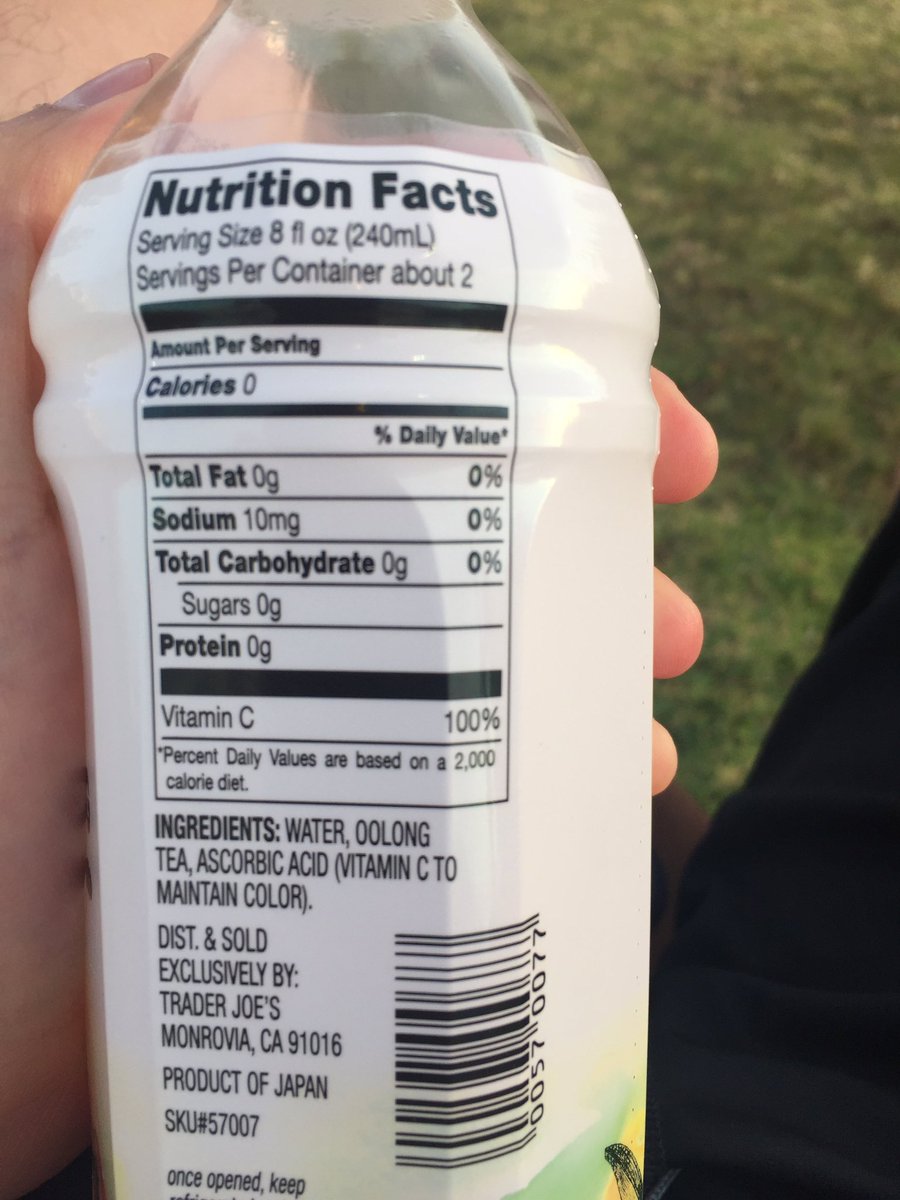 Nutrition Facts
Serving Size 8 fl oz (240mL)
Servings Per Container about 2
Amount Per Serving
Calories 0
% Daily Value*
Total Fat 0g 0%
Sodium 10mg 0%
Total Carbohydrate 0g 0%
Sugars 0g
Protein 0g
Vitamin C 100%
*Percent Daily Values are based on a 2,000
calorie diet.
INGREDIENTS: WATER, OOLONG
TEA, ASCORBIC ACID (VITAMIN C TO
MAINTAIN COLOR).
DIST. & SOLD
EXCLUSIVELY BY:
TRADER JOE'S
MONROVIA, CA 91016
PRODUCT OF JAPAN
SKU#57007
0057 0077
once opened, keep